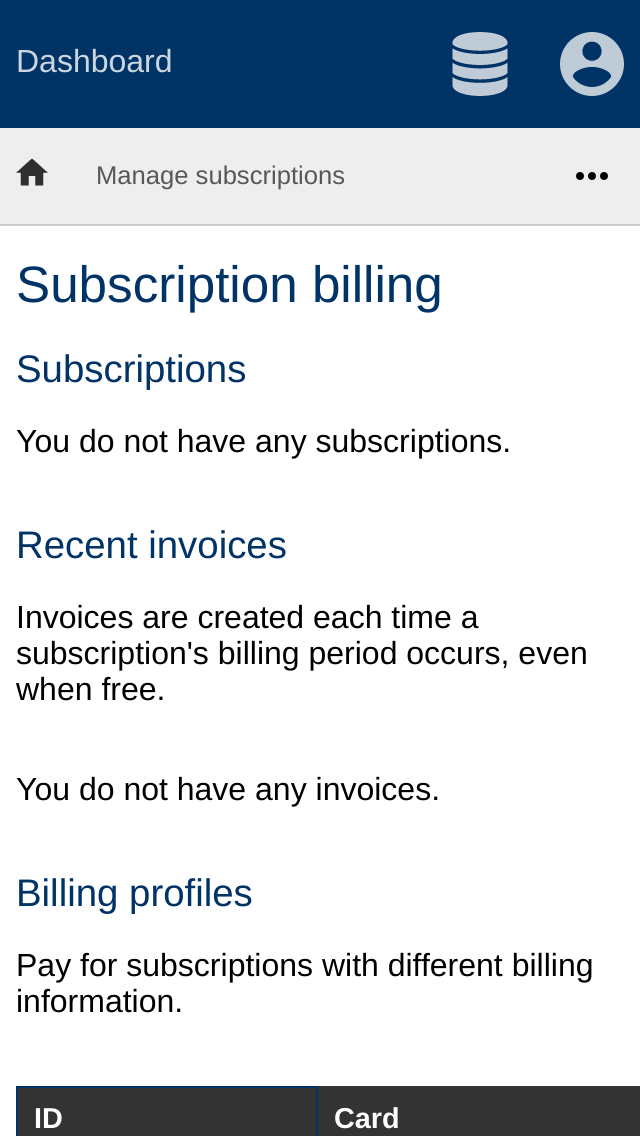 Dashboard
Manage subscriptions
Subscription billing
Subscriptions
You do not have any subscriptions.
Recent invoices
Invoices are created each time a
subscription's billing period occurs, even
when free.
You do not have any invoices.
Billing profiles
Pay for subscriptions with different billing
information.
ID Card